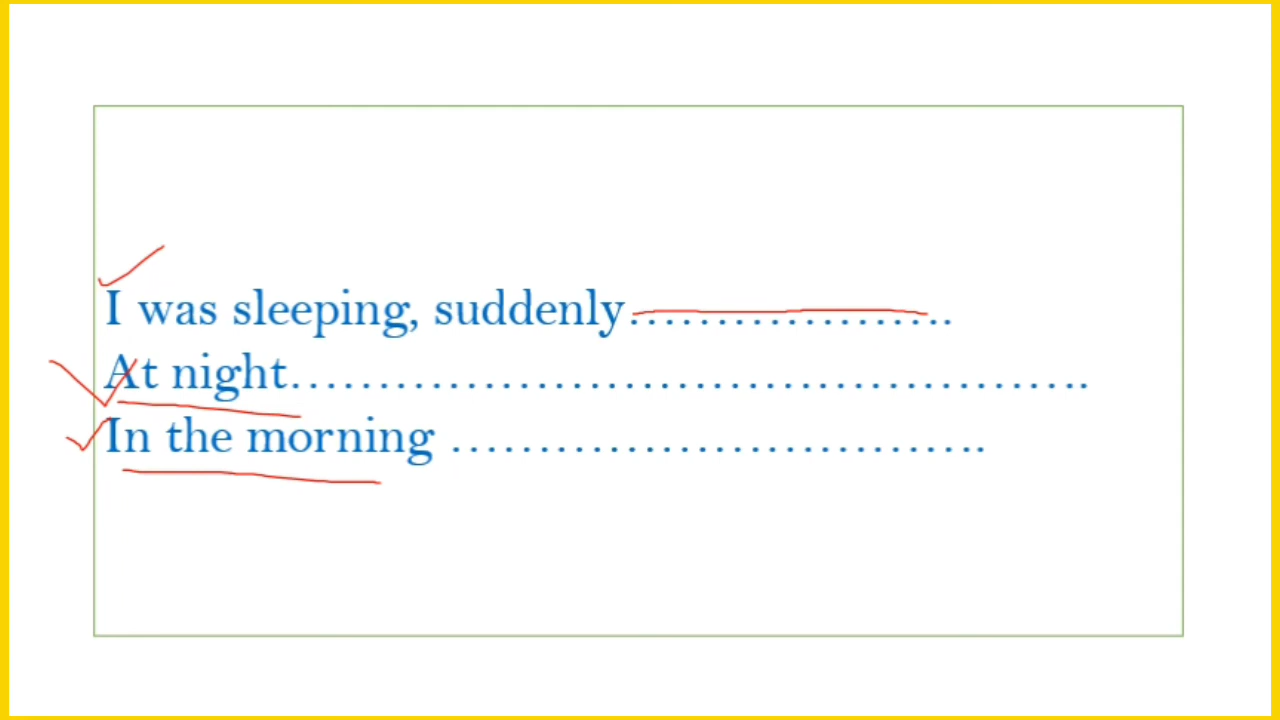 I was sleeping, suddenly………………..
At night…………………………………………..
In the morning …………………………..